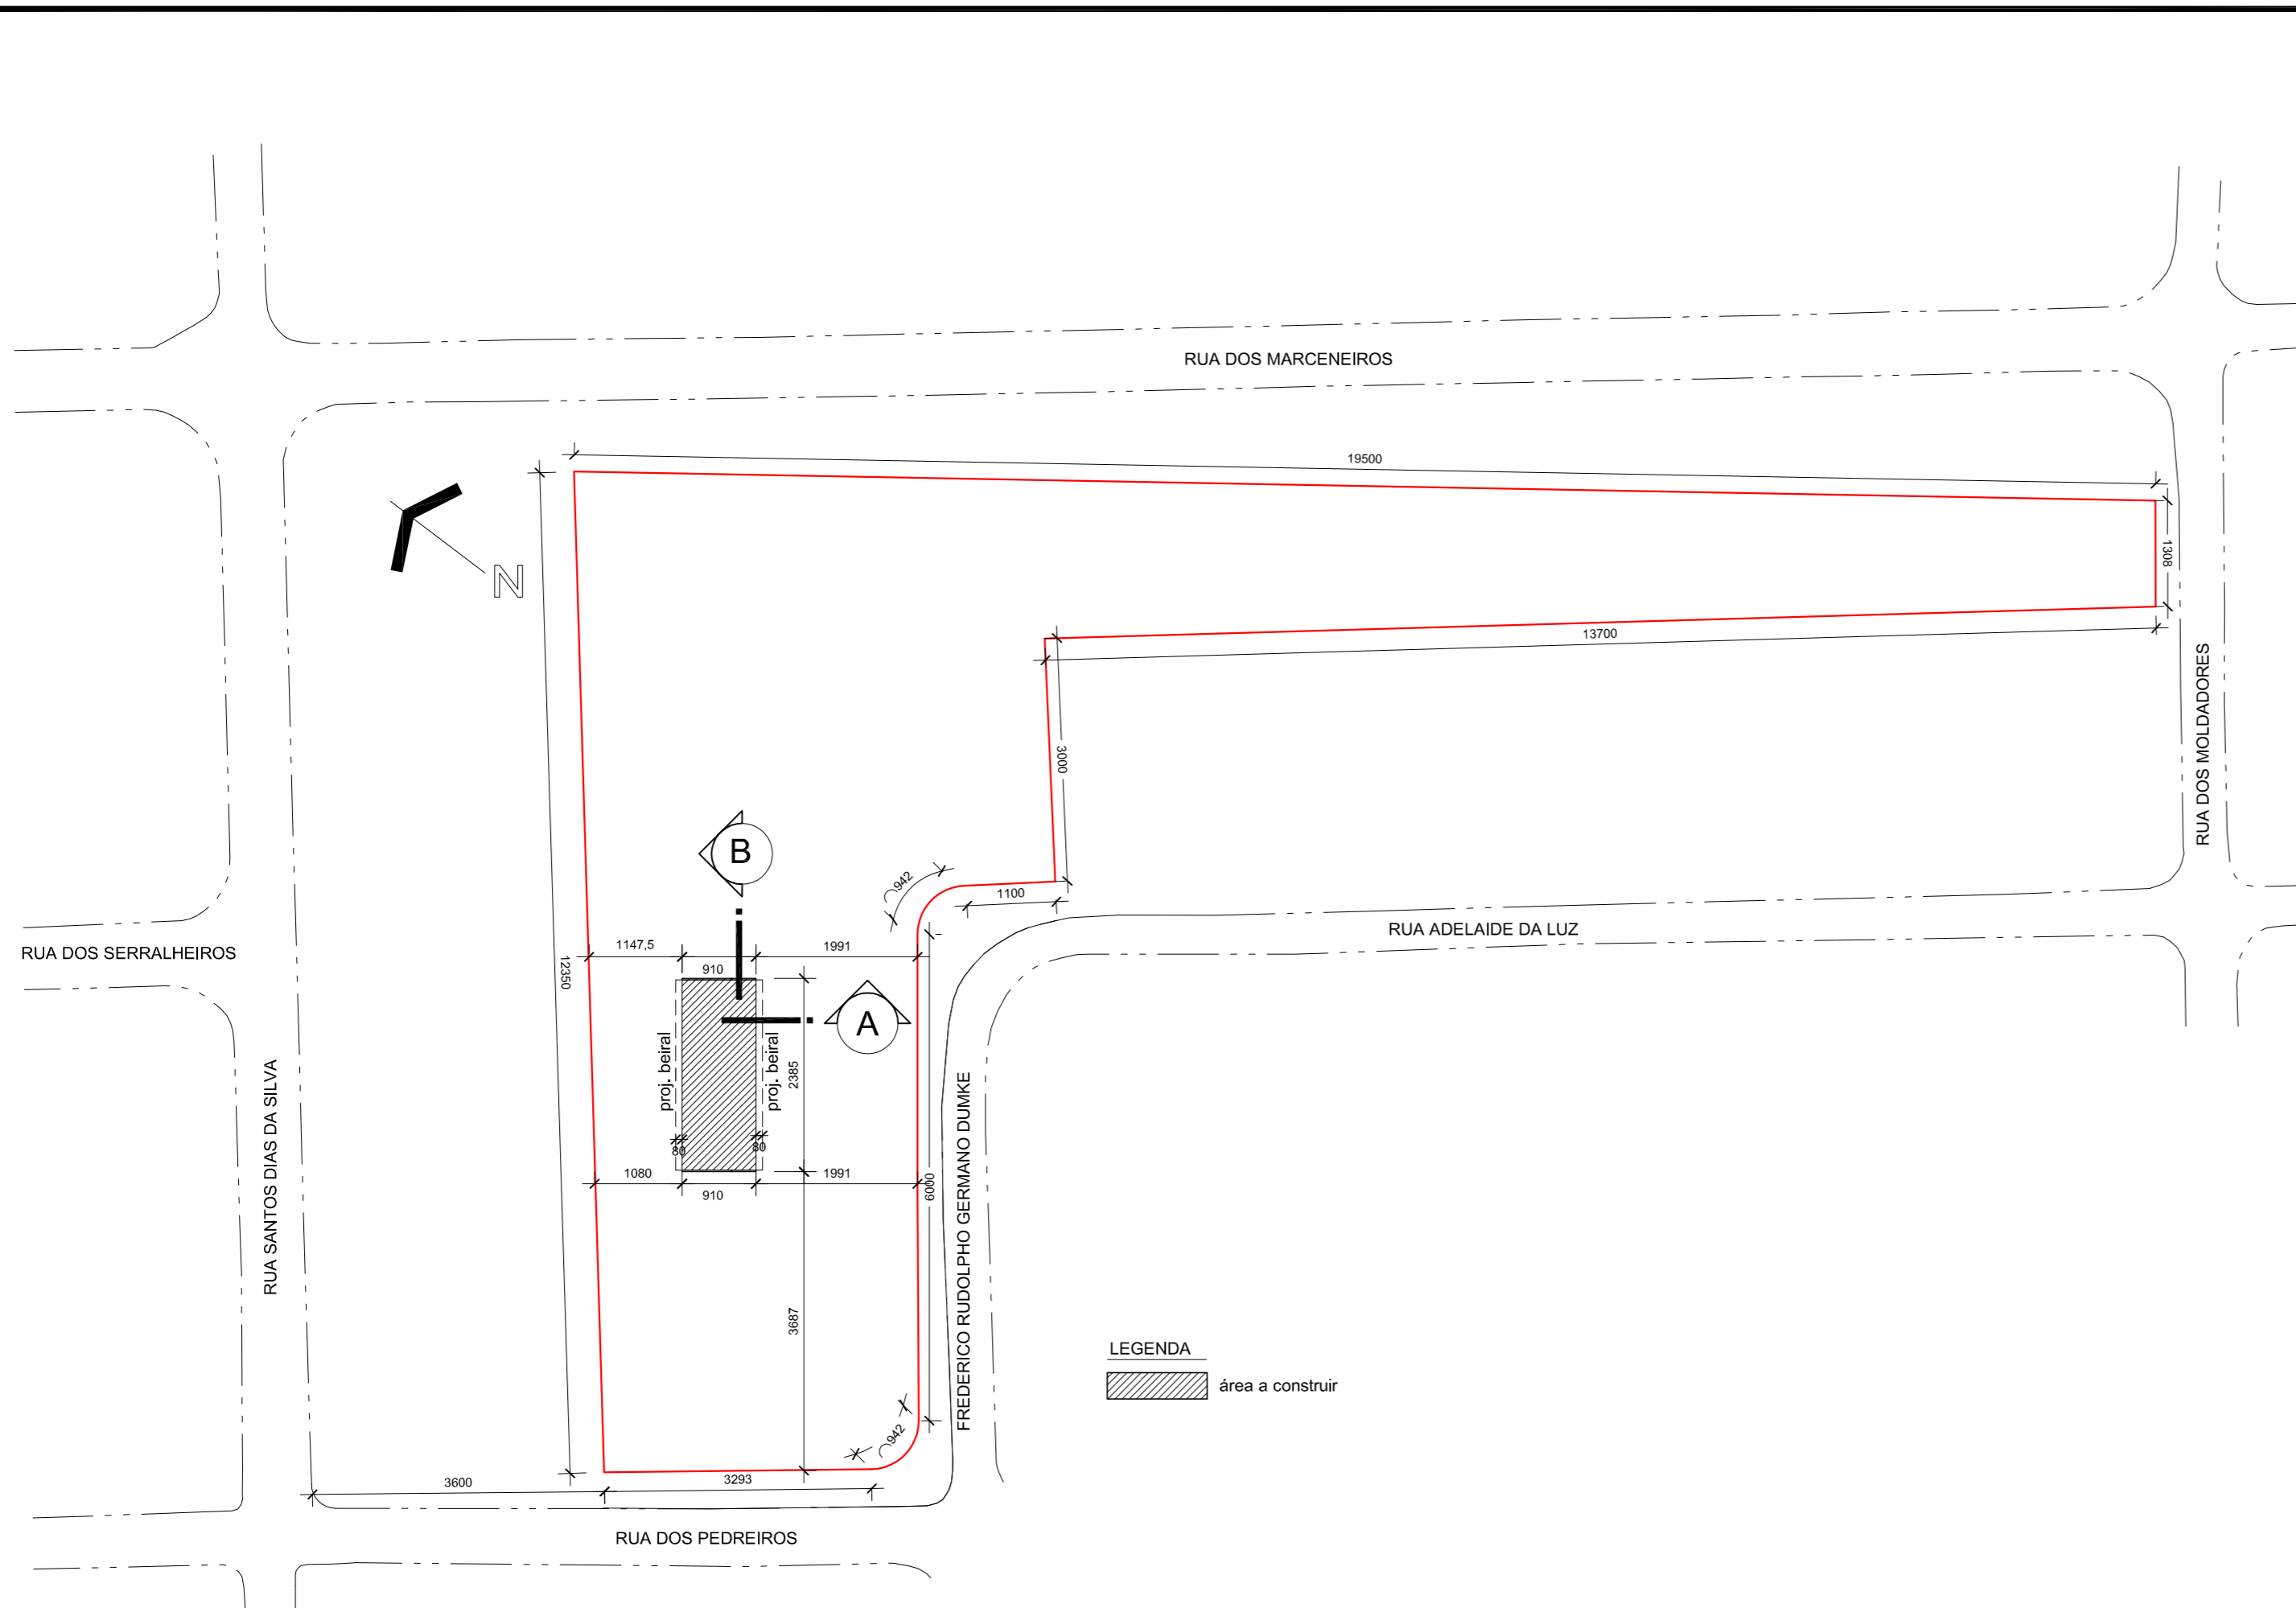 RUA DOS MARCENEIROS
19500
1308
N
13700
RUA DOS MOLDADORES
3000
B
942
1100
RUA ADELAIDE DA LUZ
RUA DOS SERRALHEIROS
12350
1147,5
1991
910
A
proj. beiral
proj. beiral
2385
80
80
1080
1991
910
6000
RUA SANTOS DIAS DA SILVA
FREDERICO RUDOLPHO GERMANO DUMKE
3687
LEGENDA
área a construir
942
3600
3293
RUA DOS PEDREIROS